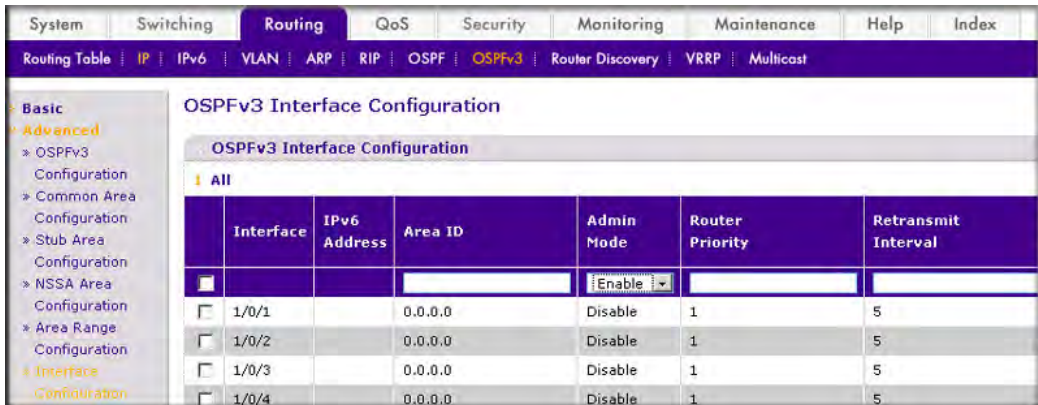 System Switching Routing QoS Security Monitoring Maintenance Help Index
Routing Table IP IPv6 VLAN ARP RIP OSPF OSPFv3 Router Discovery VRRP Multicast
Basic
Advanced
» OSPFv3
Configuration
» Common Area
Configuration
» Stub Area
Configuration
» NSSA Area
Configuration
» Area Range
Configuration
» Interface
Configuration
OSPFv3 Interface Configuration
OSPFv3 Interface Configuration
1 All
Interface IPv6 Address Area ID Admin Mode Router Priority Retransmit Interval
Enable
1/0/1 0.0.0.0 Disable 1 5
1/0/2 0.0.0.0 Disable 1 5
1/0/3 0.0.0.0 Disable 1 5
1/0/4 0.0.0.0 Disable 1 5